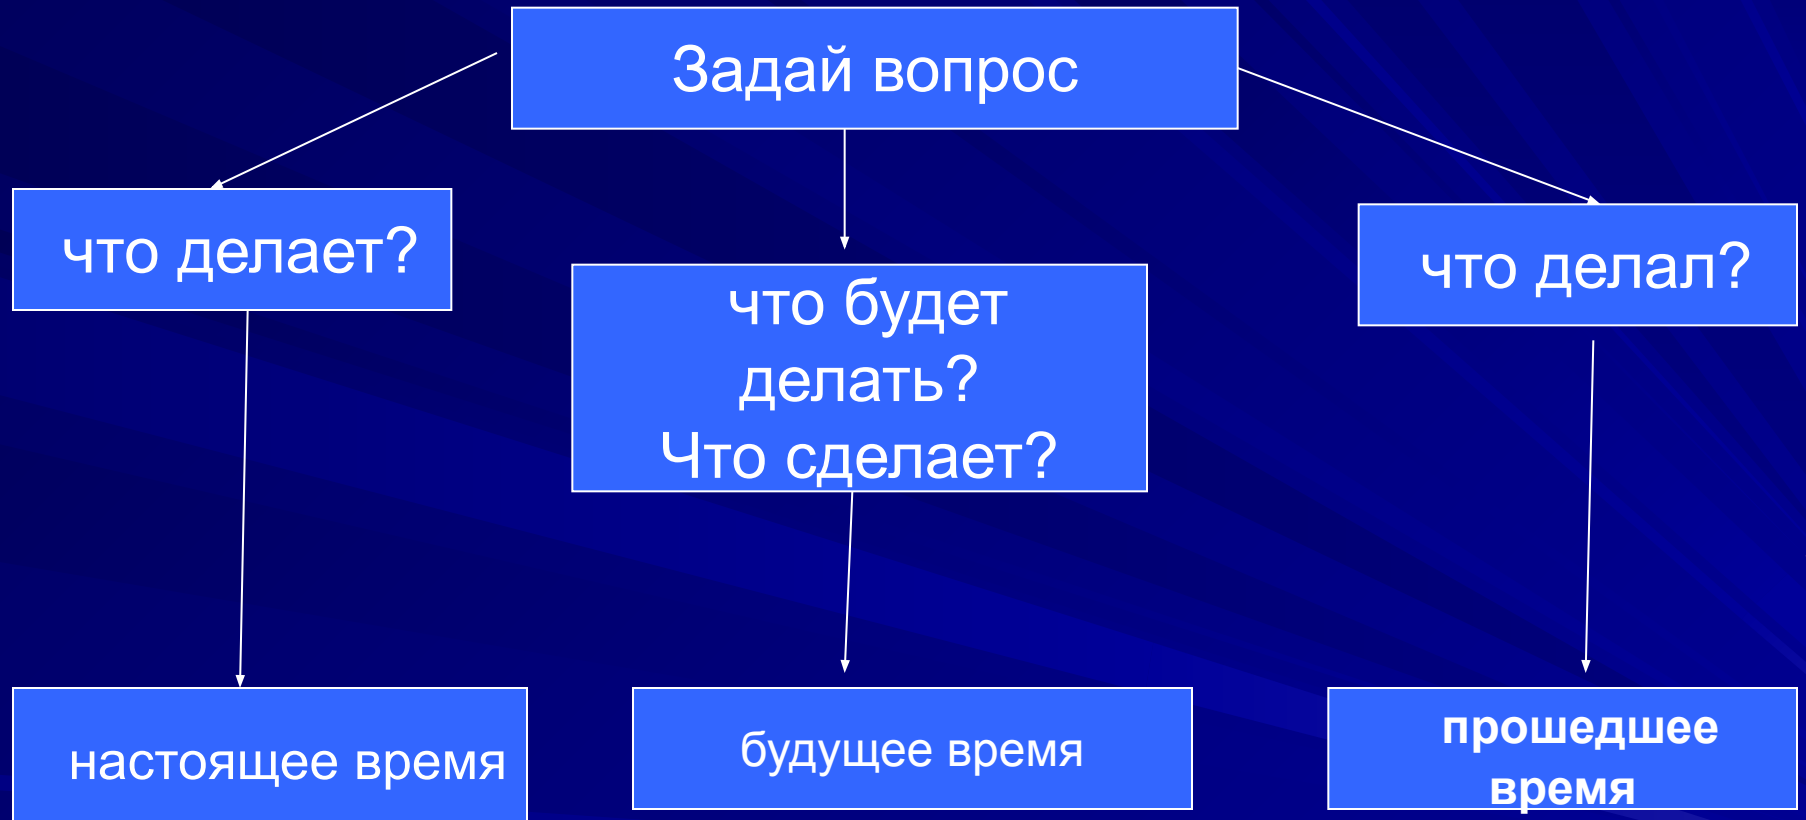 Задай вопрос
что делает?
что будет
делать?
Что сделает?
что делал?
настоящее время
будущее время
прошедшее
время